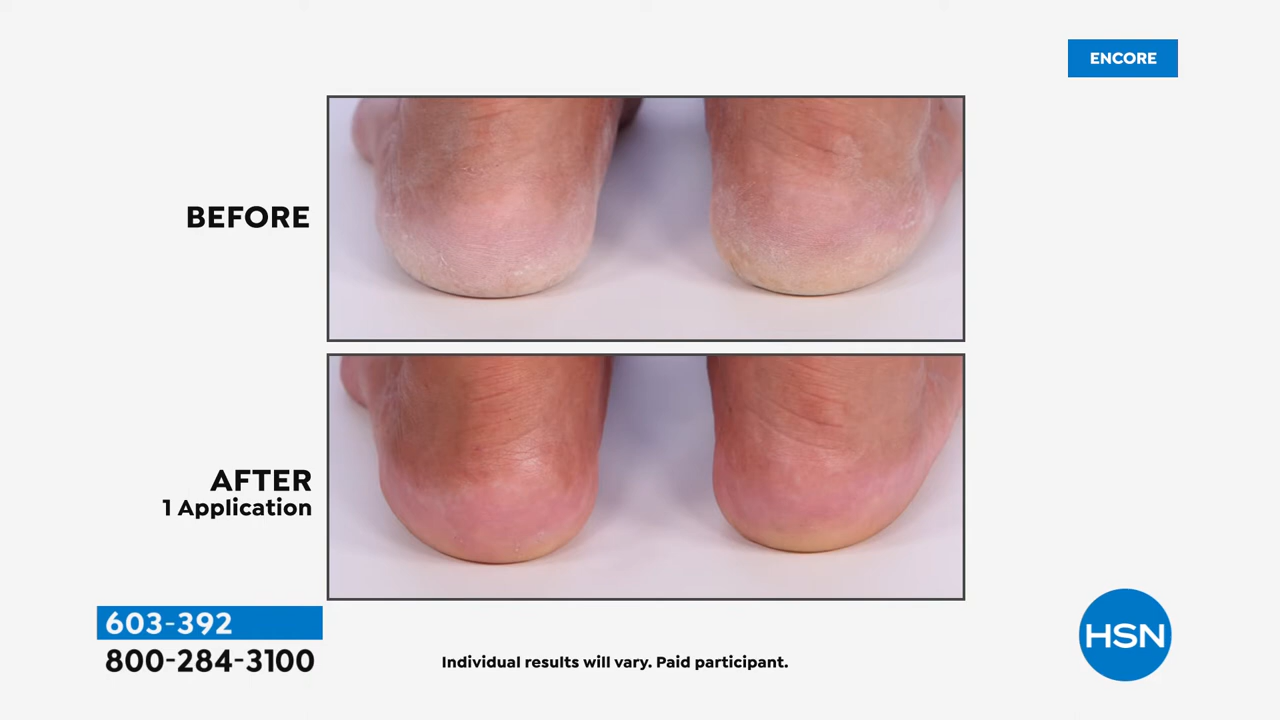 ENCORE
BEFORE
AFTER
1 Application
603-392
800-284-3100
Individual results will vary. Paid participant.
HSN